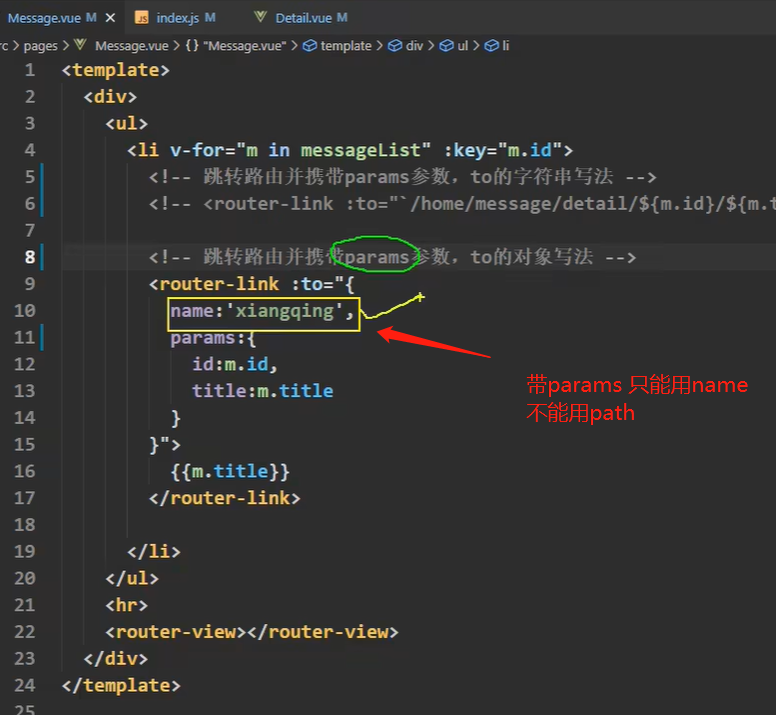 Message.vue M × JS index.js M Detail.vue M
rc > pages > Message.vue > {} "Message.vue" > template > div > ul > li
1 <template>
2 <div>
3 <ul>
4 <li v-for="m in messageList" :key="m.id">
5 <!-- 跳转路由并携带params参数，to的字符串写法 -->
6 <!-- <router-link :to="`/home/message/detail/${m.id}/${m.t
7
8 <!-- 跳转路由并携带params参数，to的对象写法 -->
9 <router-link :to="{
10 name:'xiangqing',
11 params:{
12 id:m.id,
13 title:m.title
14 }
15 }">
16 {{m.title}}
17 </router-link>
18
19 </li>
20 </ul>
21 <hr>
22 <router-view></router-view>
23 </div>
24 </template>
25
带params 只能用name
不能用path